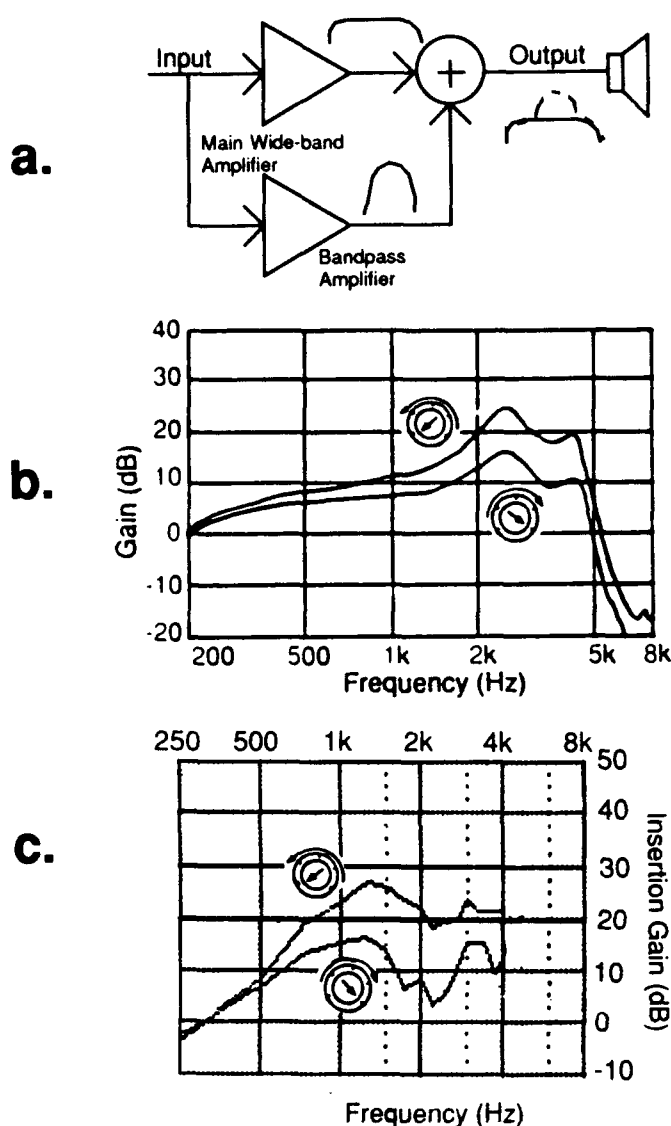 a.
Input
Output
+
Main Wide-band
Amplifier
Bandpass
Amplifier
b.
Gain (dB)
40
30
20
10
0
-10
-20
200 500 1k 2k 5k 8k
Frequency (Hz)
c.
250 500 1k 2k 4k 8k
50
40
30
20
10
0
-10
Insertion Gain (dB)
Frequency (Hz)